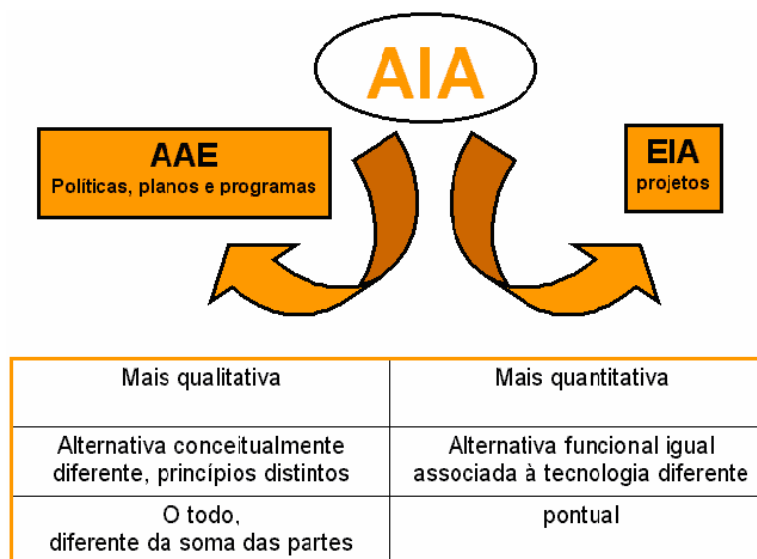 AIA
AAE
Políticas, planos e programas
EIA
projetos
Mais qualitativa
Mais quantitativa
Alternativa conceitualmente
diferente, princípios distintos
Alternativa funcional igual
associada à tecnologia diferente
O todo,
diferente da soma das partes
pontual